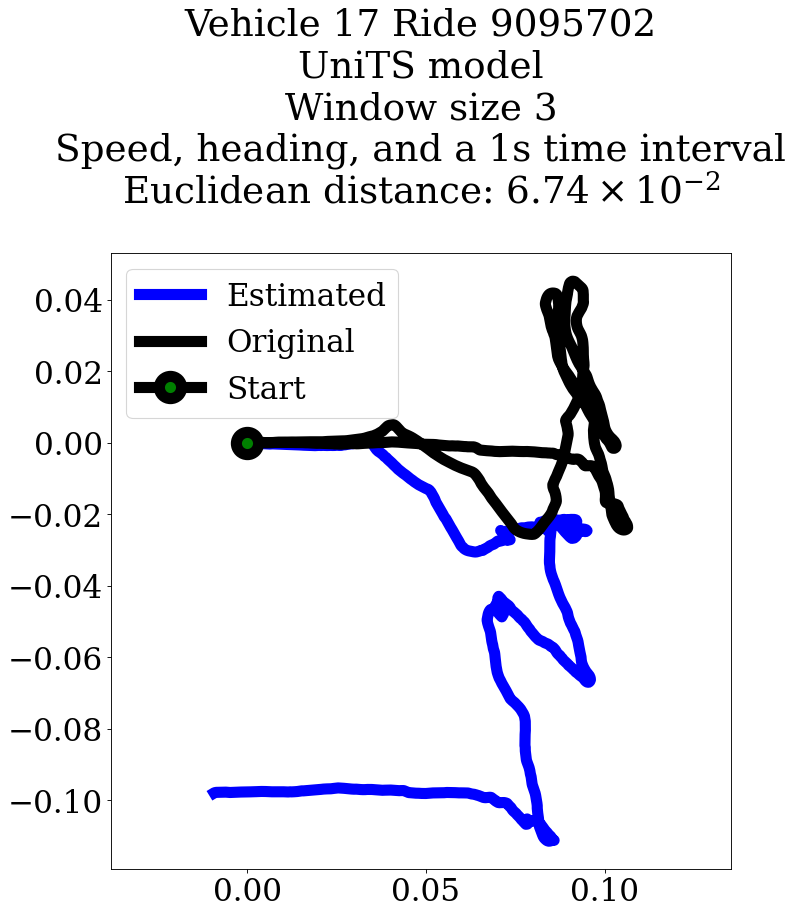 Vehicle 17 Ride 9095702
UniTS model
Window size 3
Speed, heading, and a 1s time interval
Euclidean distance: 6.74 × 10⁻²
Estimated
Original
Start
0.04
0.02
0.00
−0.02
−0.04
−0.06
−0.08
−0.10
0.00 0.05 0.10